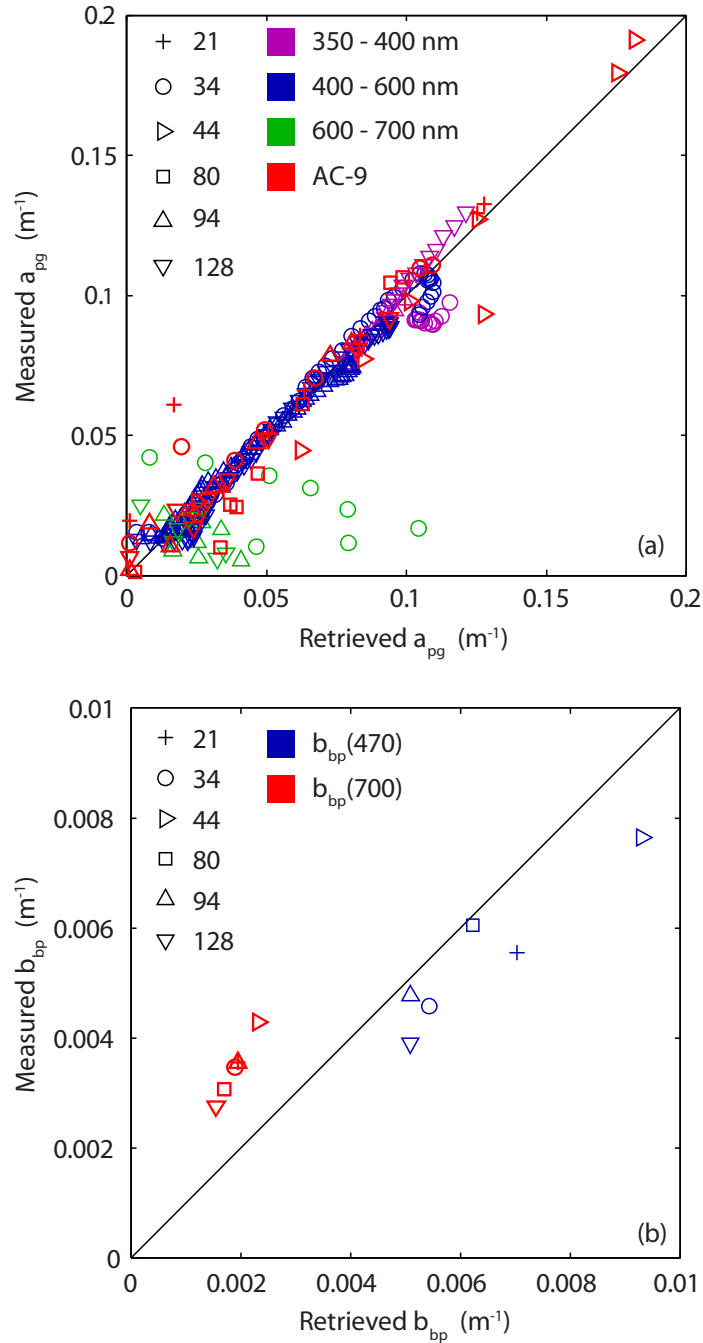 0.2
0.15
0.1
0.05
0
Measured a_pg (m⁻¹)
21
34
44
80
94
128
350 - 400 nm
400 - 600 nm
600 - 700 nm
AC-9
(a)
0
0.05
0.1
0.15
0.2
Retrieved a_pg (m⁻¹)
0.01
0.008
0.006
0.004
0.002
0
Measured b_bp (m⁻¹)
21
34
44
80
94
128
b_bp(470)
b_bp(700)
(b)
0
0.002
0.004
0.006
0.008
0.01
Retrieved b_bp (m⁻¹)